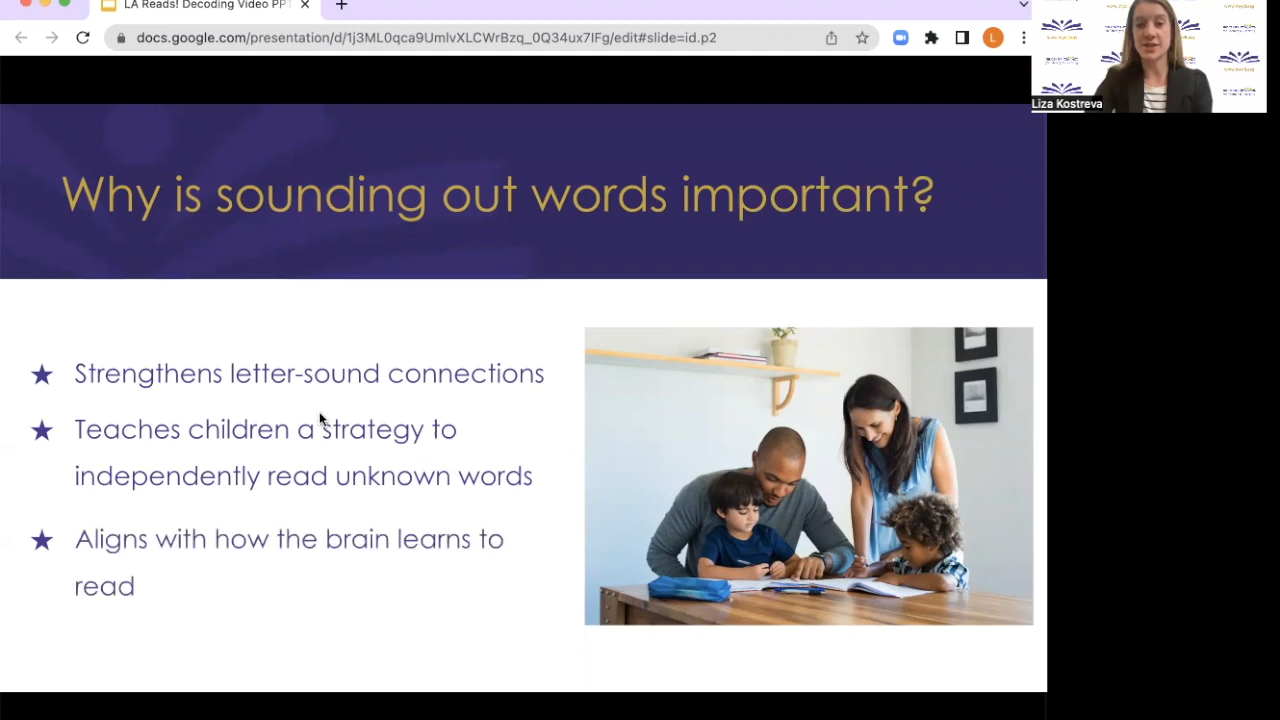 LA Reads! Decoding Video PPT
docs.google.com/presentation/d/1j3ML0qca9UmlvXLCWrBzq_0Q34ux7IFg/edit#slide=id.p2
L
Liza Kostreva
Why is sounding out words important?
★ Strengthens letter-sound connections
★ Teaches children a strategy to
independently read unknown words
★ Aligns with how the brain learns to
read